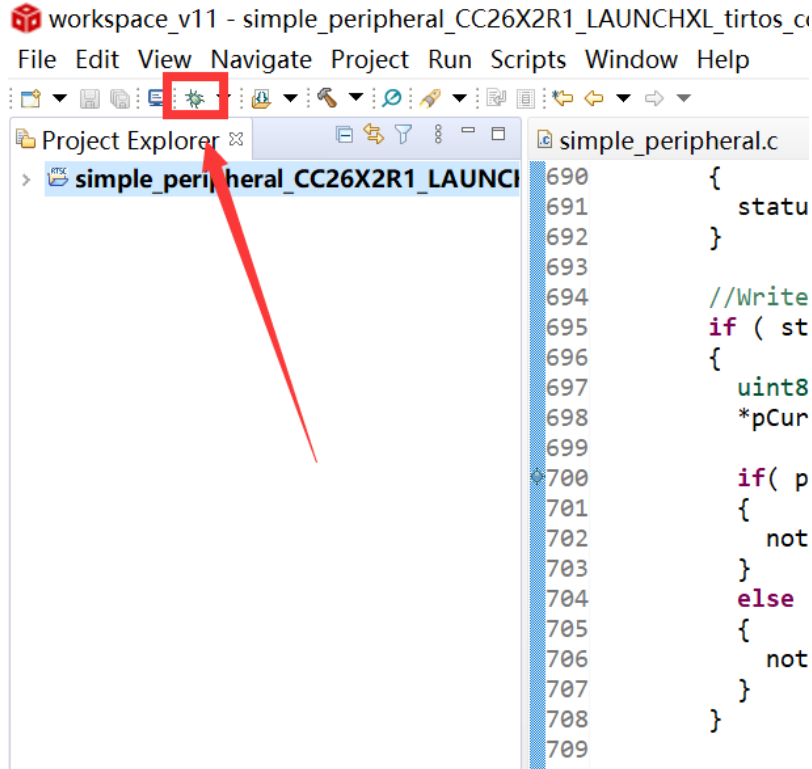 workspace_v11 - simple_peripheral_CC26X2R1_LAUNCHXL_tirtos_c
File Edit View Navigate Project Run Scripts Window Help
Project Explorer
simple_peripheral.c
RTSC
simple_peripheral_CC26X2R1_LAUNCH
690 {
691 statu
692 }
693
694 //Write
695 if ( st
696 {
697 uint8
698 *pCur
699
700 if( p
701 {
702 not
703 }
704 else
705 {
706 not
707 }
708 }
709